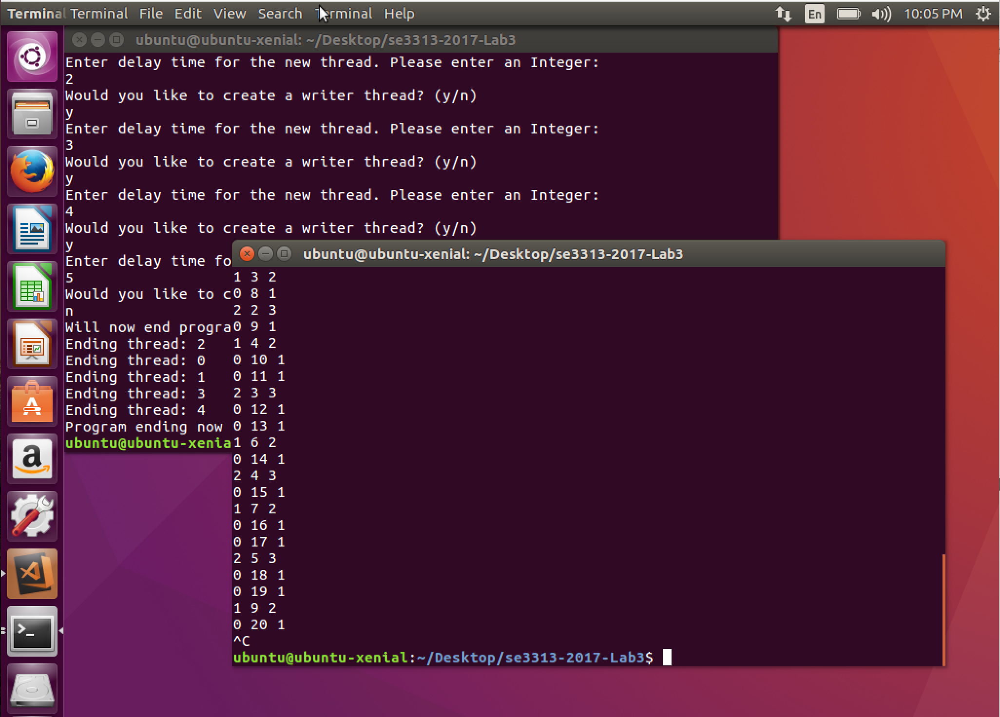 Terminal Terminal File Edit View Search Terminal Help En 10:05 PM
ubuntu@ubuntu-xenial: ~/Desktop/se3313-2017-Lab3
Enter delay time for the new thread. Please enter an Integer:
2
Would you like to create a writer thread? (y/n)
y
Enter delay time for the new thread. Please enter an Integer:
3
Would you like to create a writer thread? (y/n)
y
Enter delay time for the new thread. Please enter an Integer:
4
Would you like to create a writer thread? (y/n)
y
Enter delay time fo
5
Would you like to c
n
Will now end progra
Ending thread: 2
Ending thread: 0
Ending thread: 1
Ending thread: 3
Ending thread: 4
Program ending now
ubuntu@ubuntu-xenia
ubuntu@ubuntu-xenial: ~/Desktop/se3313-2017-Lab3
1 3 2
0 8 1
2 2 3
0 9 1
1 4 2
0 10 1
0 11 1
2 3 3
0 12 1
0 13 1
1 6 2
0 14 1
2 4 3
0 15 1
1 7 2
0 16 1
0 17 1
2 5 3
0 18 1
0 19 1
1 9 2
0 20 1
^C
ubuntu@ubuntu-xenial:~/Desktop/se3313-2017-Lab3$